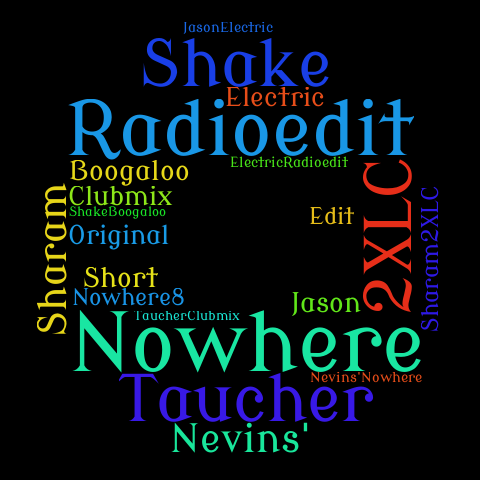 JasonElectric
Shake
Electric
Radioedit
ElectricRadioedit
Boogaloo
Clubmix
ShakeBoogaloo
Original
Edit
2XLC
Sharam2XLC
Sharam
Short
Nowhere8
Jason
TaucherClubmix
Nowhere
Nevins'Nowhere
Taucher
Nevins'